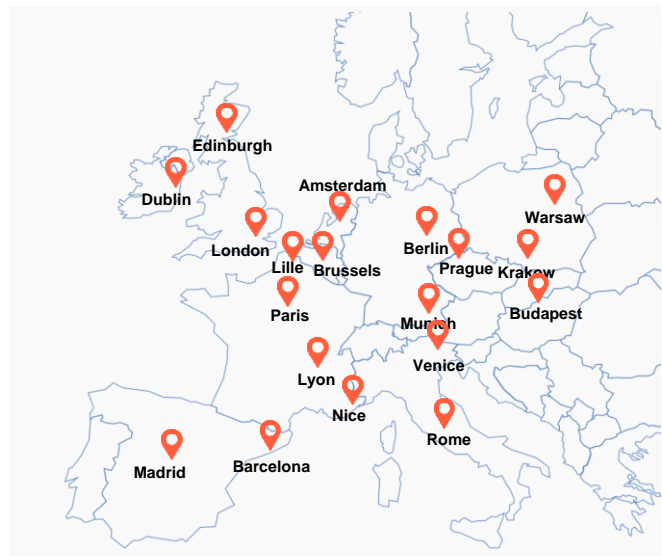 Edinburgh
Dublin
Amsterdam
Warsaw
London
Berlin
Lille
Brussels
Prague
Krakow
Paris
Munich
Budapest
Venice
Lyon
Nice
Rome
Madrid
Barcelona